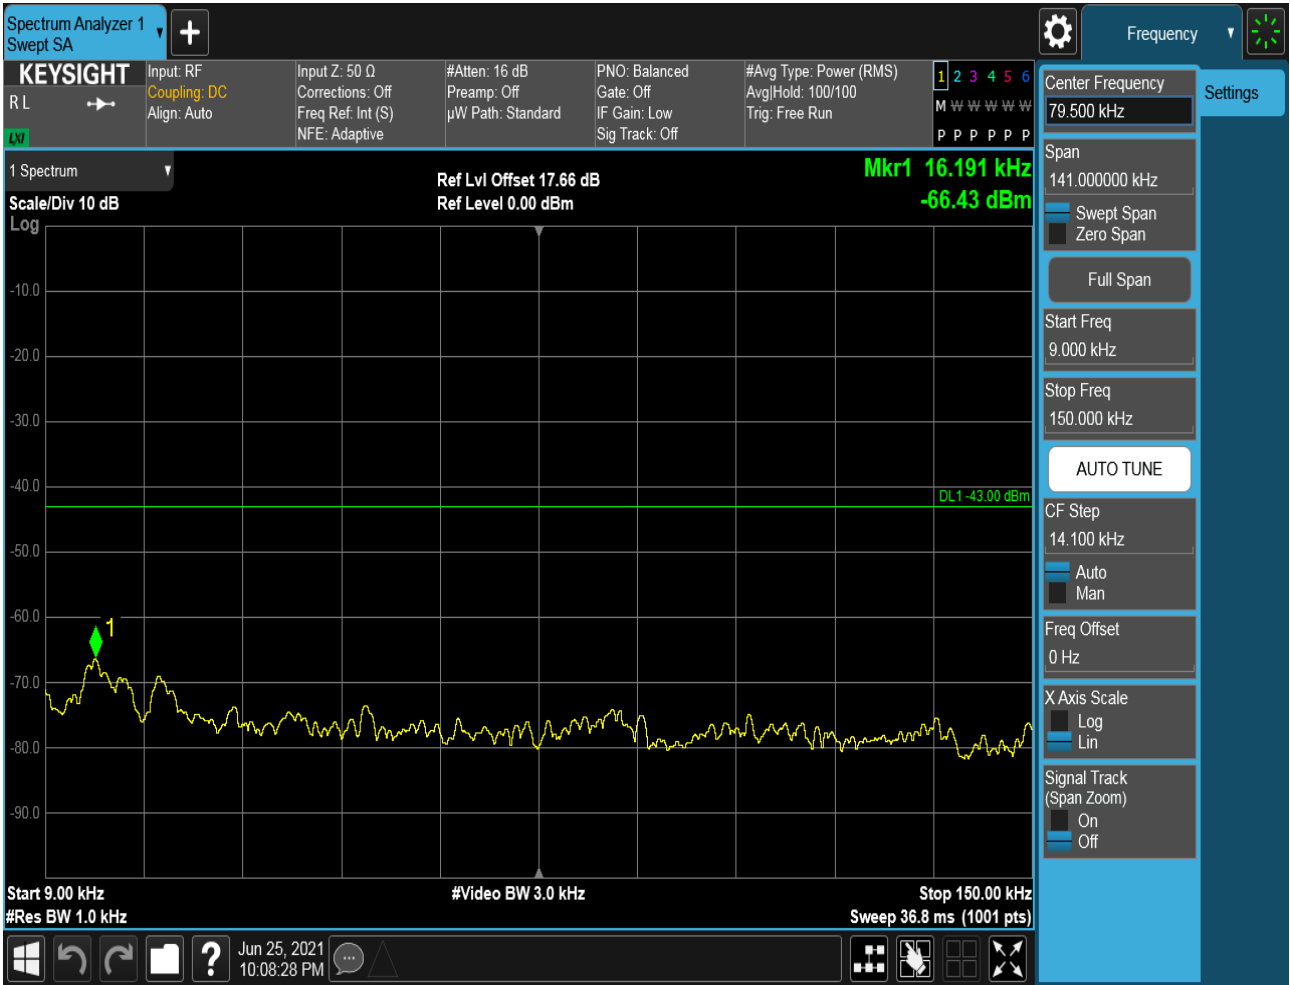 Spectrum Analyzer 1
Swept SA
Frequency
KEYSIGHT
R L
LXI
Input: RF
Coupling: DC
Align: Auto
Input Z: 50 Ω
Corrections: Off
Freq Ref: Int (S)
NFE: Adaptive
#Atten: 16 dB
Preamp: Off
µW Path: Standard
PNO: Balanced
Gate: Off
IF Gain: Low
Sig Track: Off
#Avg Type: Power (RMS)
Avg|Hold: 100/100
Trig: Free Run
1 2 3 4 5 6
M W W W W W
P P P P P P
1 Spectrum
Scale/Div 10 dB
Log
Ref Lvl Offset 17.66 dB
Ref Level 0.00 dBm
Mkr1 16.191 kHz
-66.43 dBm
-10.0
-20.0
-30.0
-40.0
DL1 -43.00 dBm
-50.0
-60.0
1
-70.0
-80.0
-90.0
Start 9.00 kHz
#Res BW 1.0 kHz
#Video BW 3.0 kHz
Stop 150.00 kHz
Sweep 36.8 ms (1001 pts)
Center Frequency
79.500 kHz
Settings
Span
141.000000 kHz
Swept Span
Zero Span
Full Span
Start Freq
9.000 kHz
Stop Freq
150.000 kHz
AUTO TUNE
CF Step
14.100 kHz
Auto
Man
Freq Offset
0 Hz
X Axis Scale
Log
Lin
Signal Track
(Span Zoom)
On
Off
?
Jun 25, 2021
10:08:28 PM